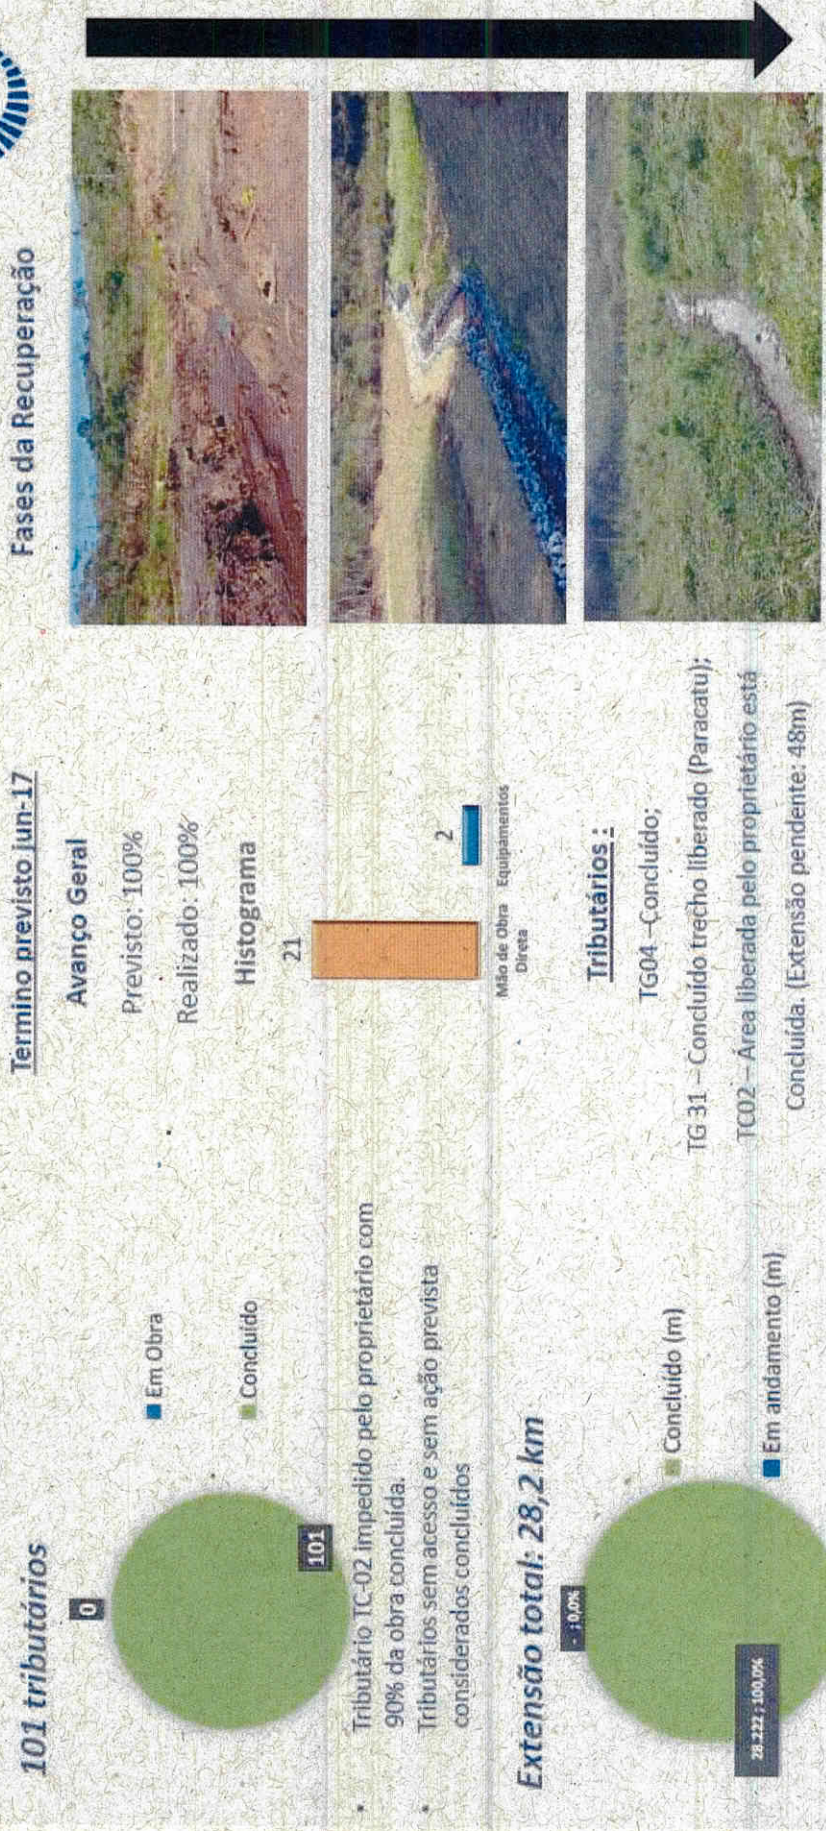 101 tributários
0
101
Em Obra
Concluído
Tributário TC-02 impedido pelo proprietário com
90% da obra concluída.
Tributários sem acesso e sem ação prevista
considerados concluídos
Extensão total: 28,2 km
- ; 0,0%
28.222 ; 100,0%
Concluído (m)
Em andamento (m)
Termino previsto jun-17
Avanço Geral
Previsto: 100%
Realizado: 100%
Histograma
21
2
Mão de Obra
Direta
Equipamentos
Tributários :
TG04 –Concluído;
TG 31 – Concluído trecho liberado (Paracatu);
TC02 – Área liberada pelo proprietário está
Concluída. (Extensão pendente: 48m)
Fases da Recuperação